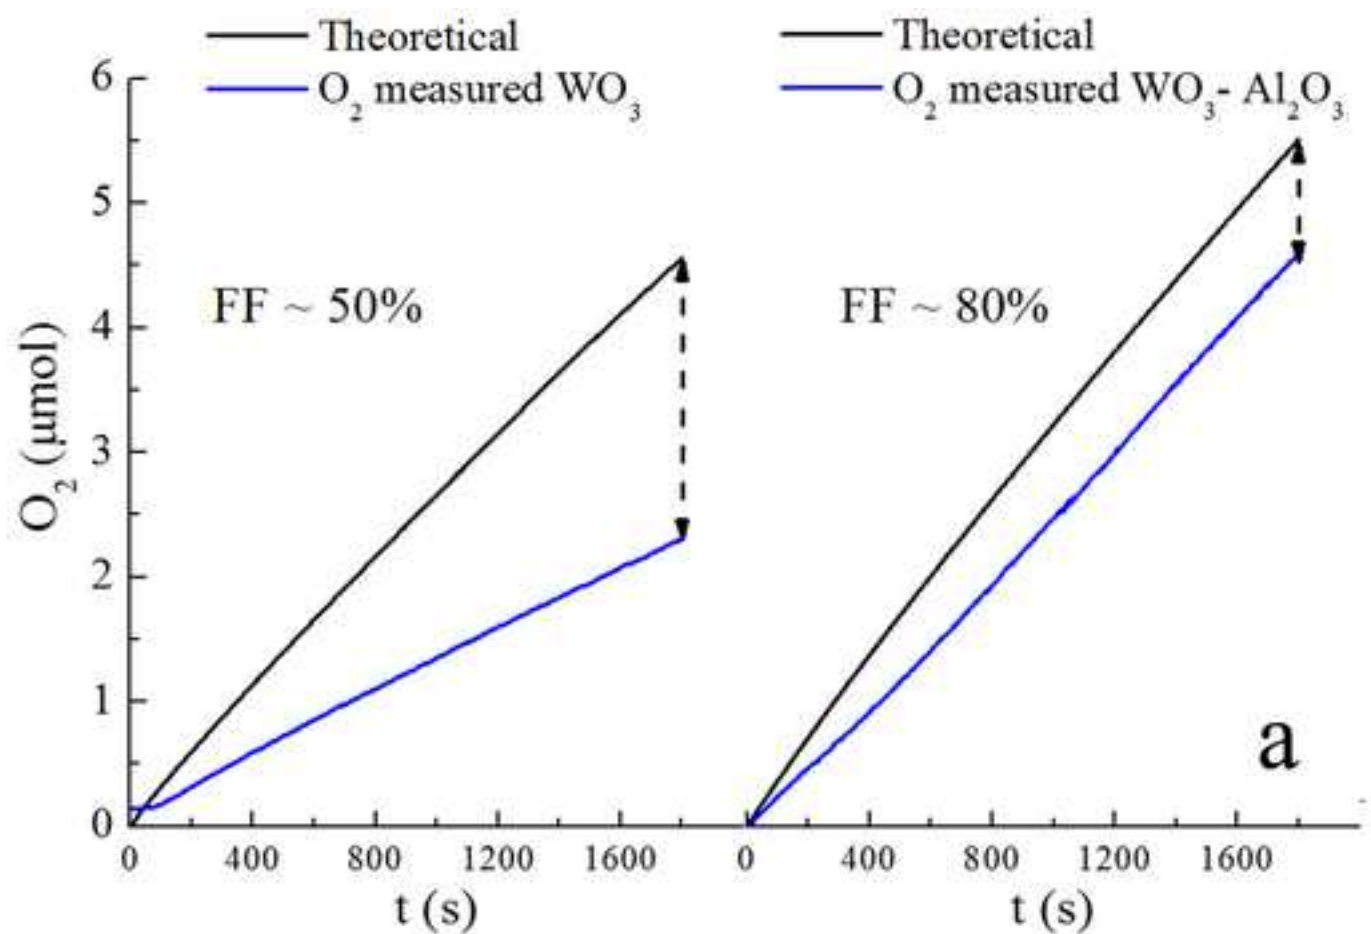 Theoretical
O₂ measured WO₃
Theoretical
O₂ measured WO₃- Al₂O₃
6
5
4
3
2
1
0
O₂ (μmol)
FF ~ 50%
FF ~ 80%
a
0 400 800 1200 1600
0 400 800 1200 1600
t (s)
t (s)